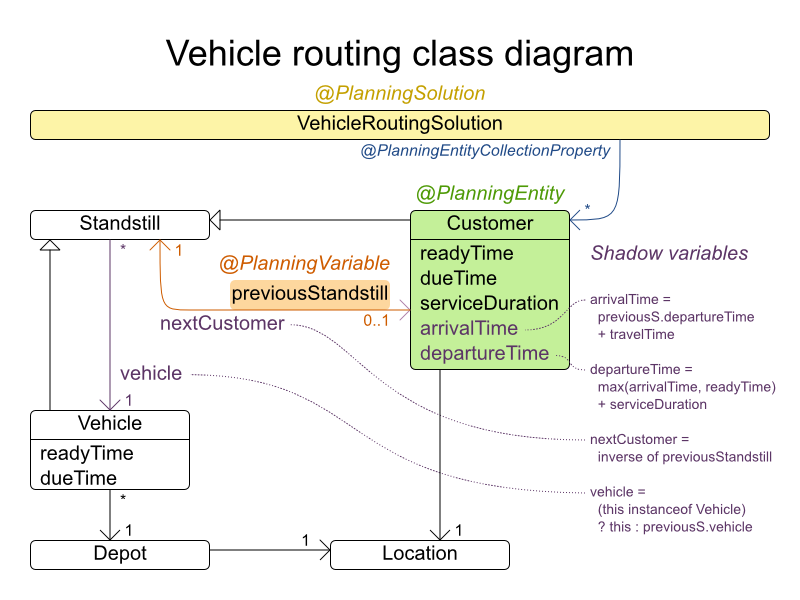 Vehicle routing class diagram
@PlanningSolution
VehicleRoutingSolution
@PlanningEntityCollectionProperty
@PlanningEntity
*
Standstill
Customer
*
1
@PlanningVariable
readyTime
Shadow variables
dueTime
previousStandstill
serviceDuration
arrivalTime =
previousS.departureTime
+ travelTime
nextCustomer
0..1
arrivalTime
departureTime
vehicle
departureTime =
max(arrivalTime, readyTime)
+ serviceDuration
1
Vehicle
readyTime
dueTime
nextCustomer =
inverse of previousStandstill
*
vehicle =
(this instanceof Vehicle)
? this : previousS.vehicle
1
1
1
Depot
Location